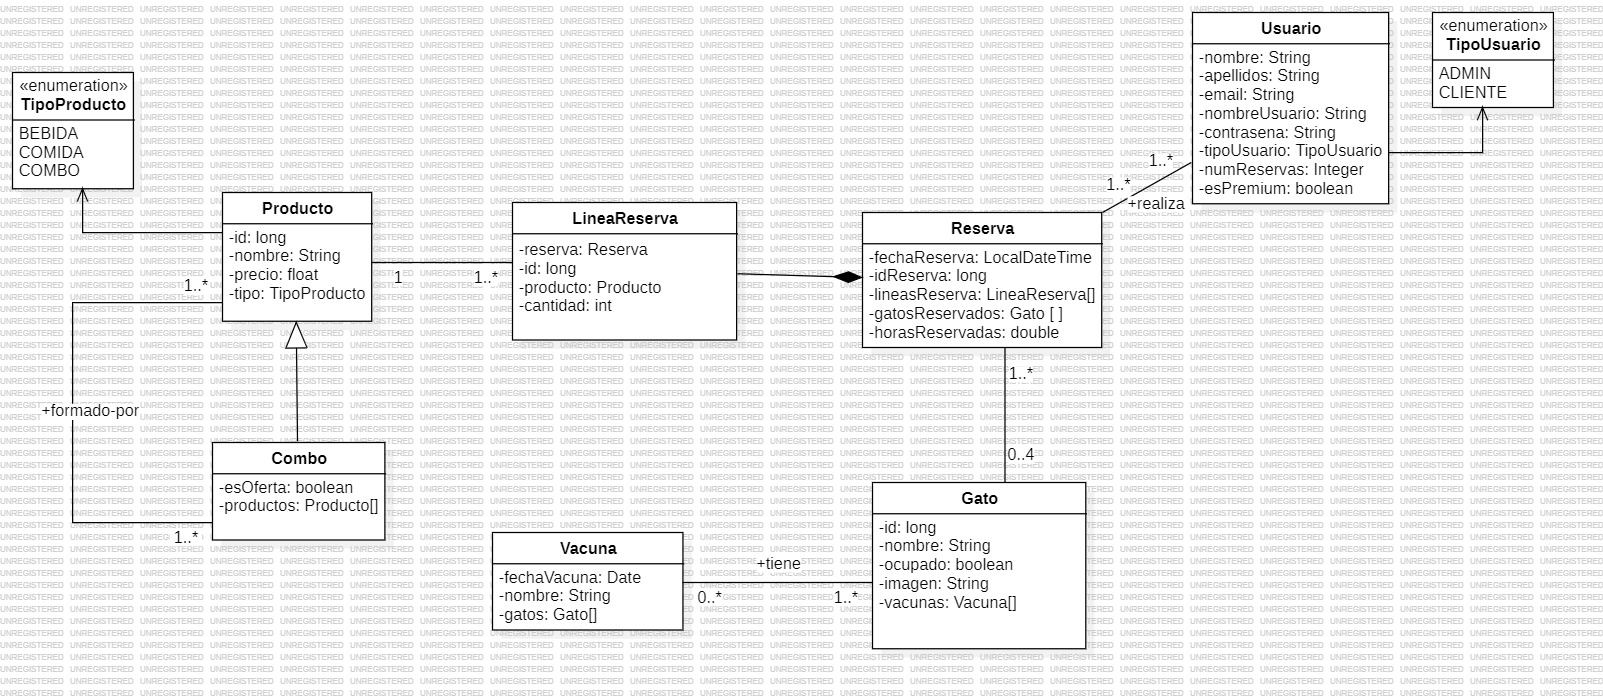 «enumeration»
TipoProducto
BEBIDA
COMIDA
COMBO
Producto
-id: long
-nombre: String
-precio: float
-tipo: TipoProducto
1..*
1
1..*
+formado-por
1..*
Combo
-esOferta: boolean
-productos: Producto[]
LineaReserva
-reserva: Reserva
-id: long
-producto: Producto
-cantidad: int
Reserva
-fechaReserva: LocalDateTime
-idReserva: long
-lineasReserva: LineaReserva[]
-gatosReservados: Gato [ ]
-horasReservadas: double
1..*
1..*
+realiza
Usuario
-nombre: String
-apellidos: String
-email: String
-nombreUsuario: String
-contrasena: String
-tipoUsuario: TipoUsuario
-numReservas: Integer
-esPremium: boolean
«enumeration»
TipoUsuario
ADMIN
CLIENTE
1..*
0..4
Vacuna
-fechaVacuna: Date
-nombre: String
-gatos: Gato[]
+tiene
0..*
1..*
Gato
-id: long
-nombre: String
-ocupado: boolean
-imagen: String
-vacunas: Vacuna[]
UNREGISTERED